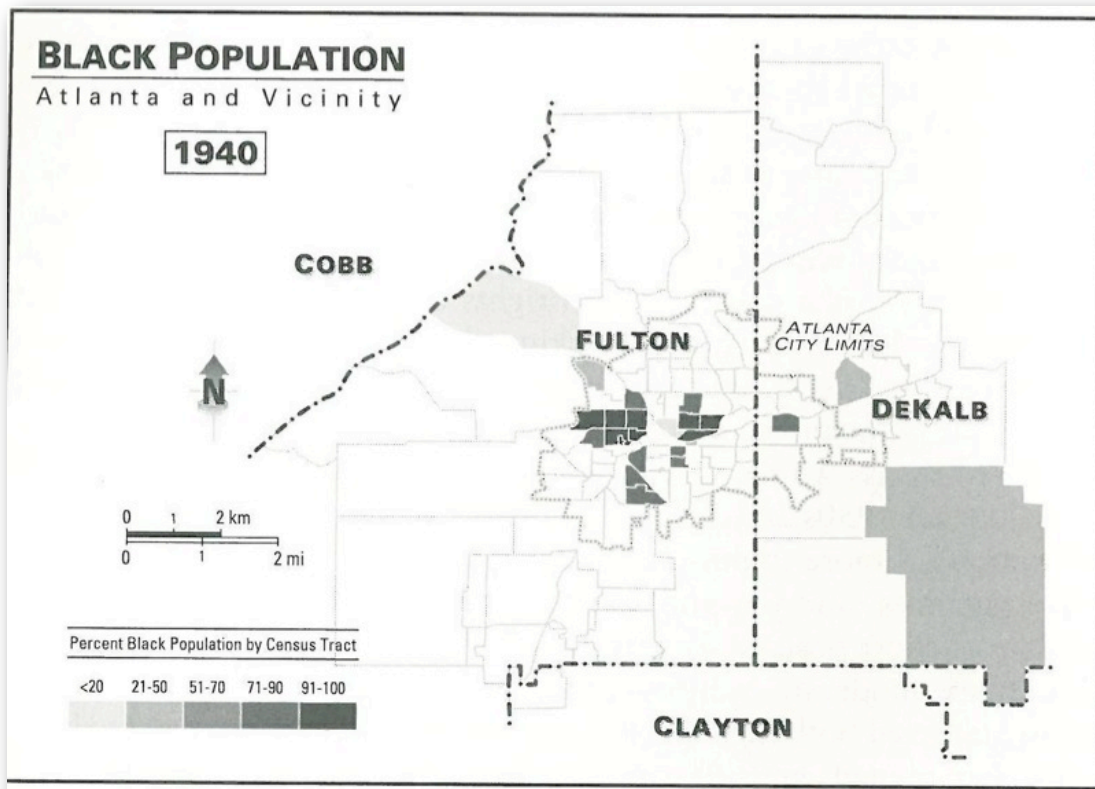 BLACK POPULATION
Atlanta and Vicinity
1940
COBB
FULTON
ATLANTA
CITY LIMITS
DEKALB
N
0 1 2 km
0 1 2 mi
Percent Black Population by Census Tract
<20 21-50 51-70 71-90 91-100
CLAYTON